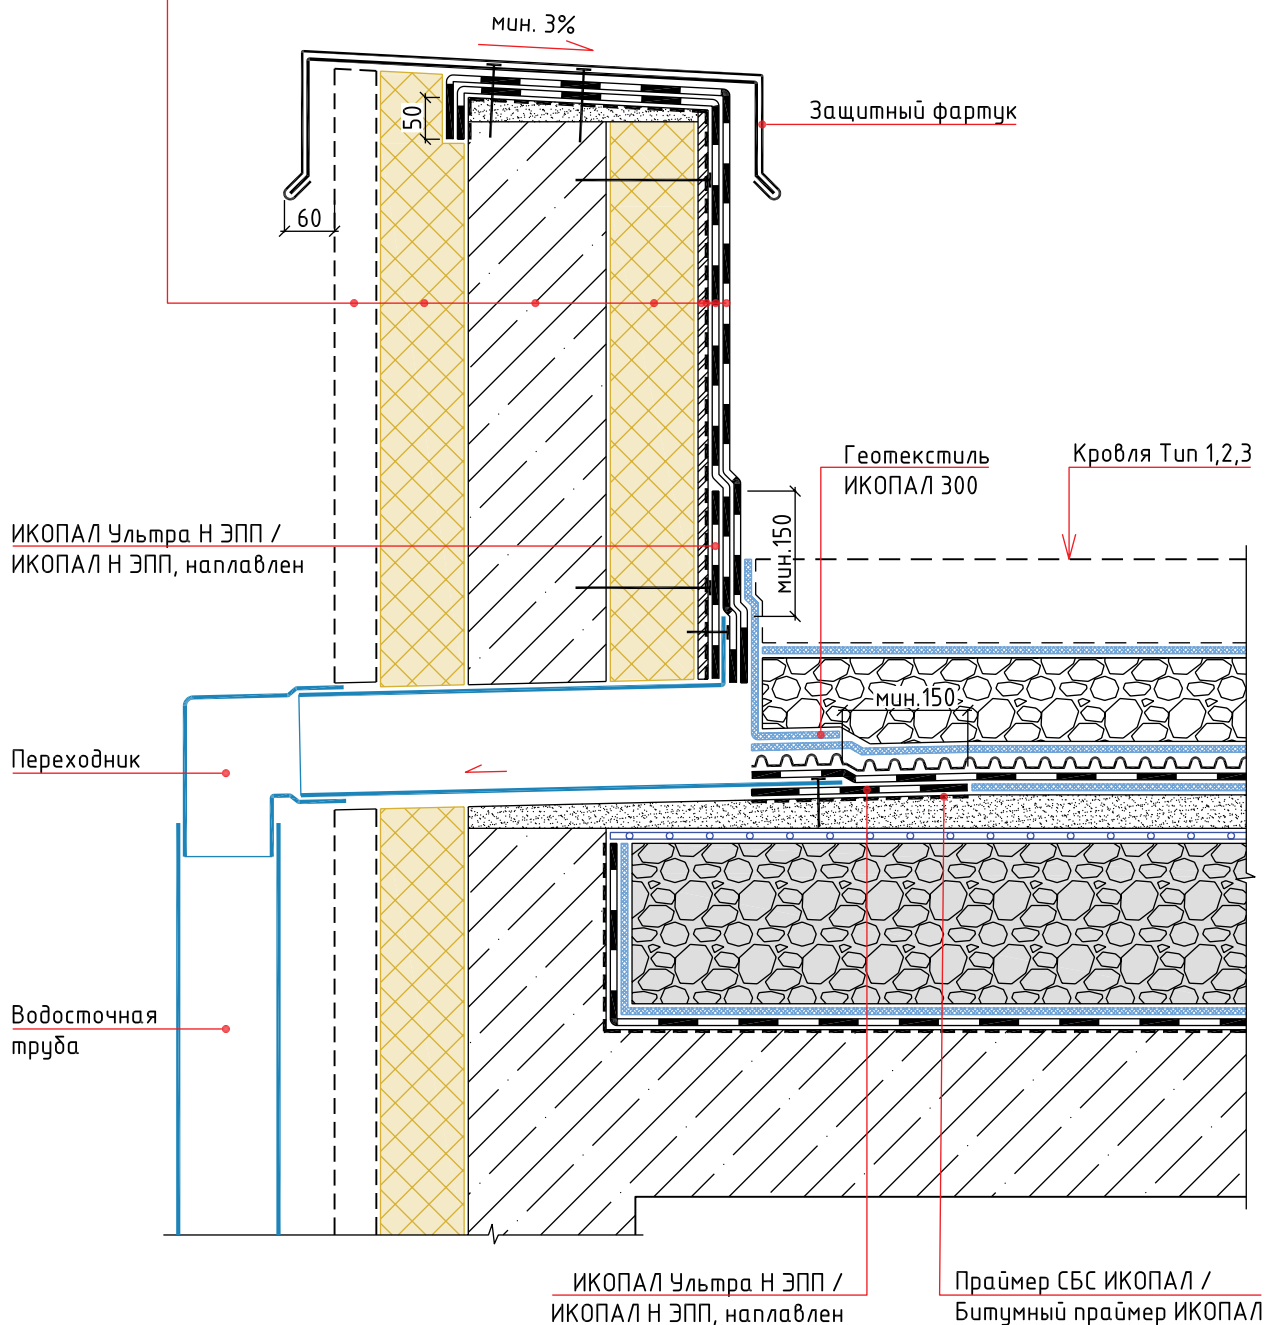 мин. 3%
Защитный фартук
50
60
Геотекстиль
ИКОПАЛ 300
Кровля Тип 1,2,3
ИКОПАЛ Ультра Н ЭПП /
ИКОПАЛ Н ЭПП, наплавлен
мин.150
мин.150
Переходник
Водосточная
труба
ИКОПАЛ Ультра Н ЭПП /
ИКОПАЛ Н ЭПП, наплавлен
Праймер СБС ИКОПАЛ /
Битумный праймер ИКОПАЛ